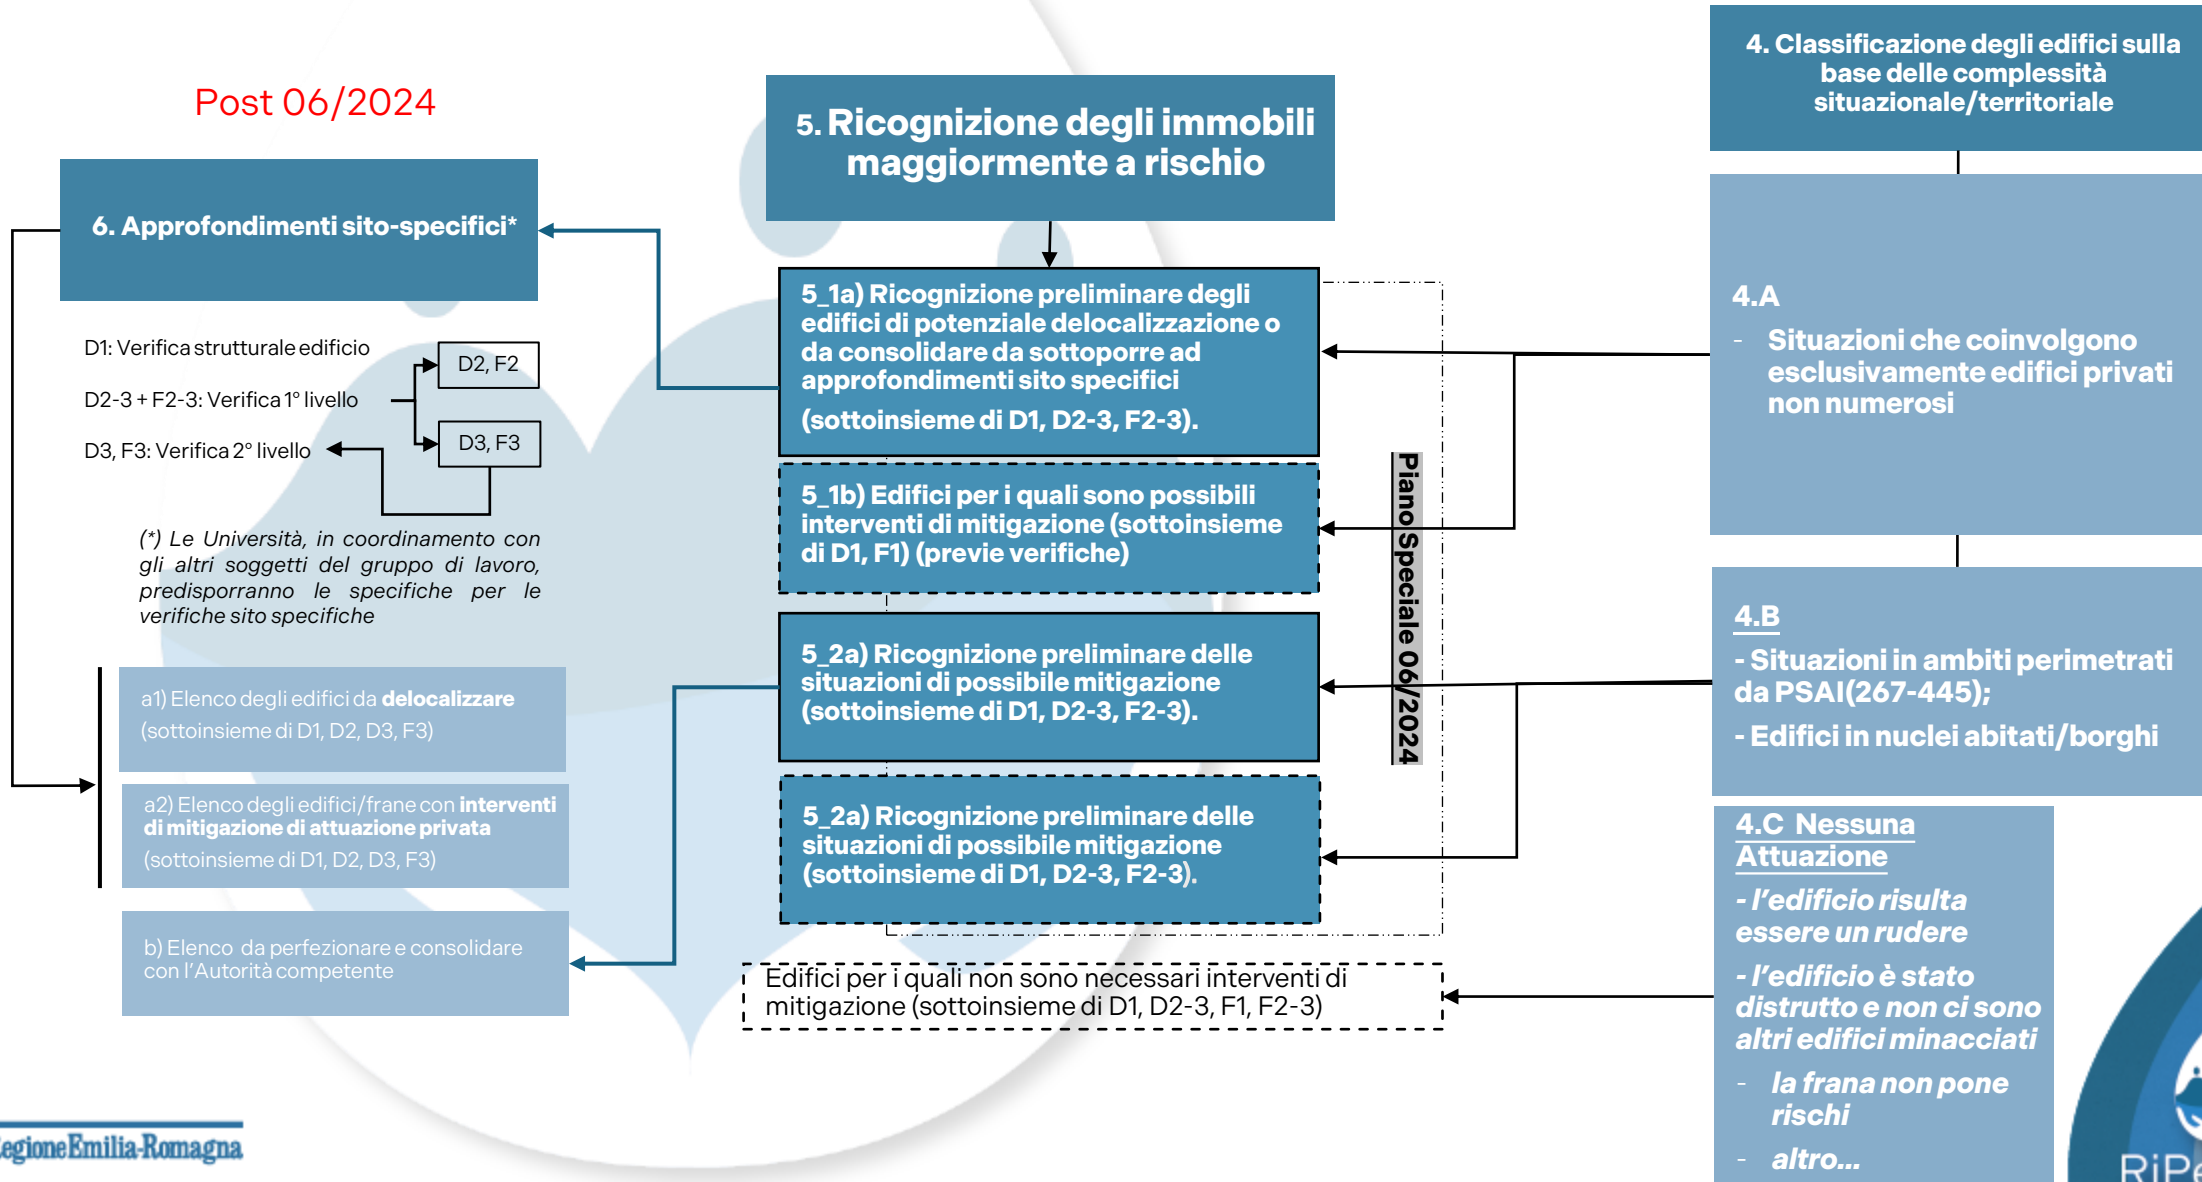 Post 06/2024
6. Approfondimenti sito-specifici*
D1: Verifica strutturale edificio
D2-3 + F2-3: Verifica 1° livello
D3, F3: Verifica 2° livello
D2, F2
D3, F3
(*) Le Università, in coordinamento con
gli altri soggetti del gruppo di lavoro,
predisporranno le specifiche per le
verifiche sito specifiche
a1) Elenco degli edifici da delocalizzare
(sottoinsieme di D1, D2, D3, F3)
a2) Elenco degli edifici/frane con interventi
di mitigazione di attuazione privata
(sottoinsieme di D1, D2, D3, F3)
b) Elenco da perfezionare e consolidare
con l'Autorità competente
5. Ricognizione degli immobili
maggiormente a rischio
5_1a) Ricognizione preliminare degli
edifici di potenziale delocalizzazione o
da consolidare da sottoporre ad
approfondimenti sito specifici
(sottoinsieme di D1, D2-3, F2-3).
5_1b) Edifici per i quali sono possibili
interventi di mitigazione (sottoinsieme
di D1, F1) (previe verifiche)
5_2a) Ricognizione preliminare delle
situazioni di possibile mitigazione
(sottoinsieme di D1, D2-3, F2-3).
5_2a) Ricognizione preliminare delle
situazioni di possibile mitigazione
(sottoinsieme di D1, D2-3, F2-3).
Edifici per i quali non sono necessari interventi di
mitigazione (sottoinsieme di D1, D2-3, F1, F2-3)
Piano Speciale 06/2024
4. Classificazione degli edifici sulla
base delle complessità
situazionale/territoriale
4.A
- Situazioni che coinvolgono
esclusivamente edifici privati
non numerosi
4.B
- Situazioni in ambiti perimetrati
da PSAI(267-445);
- Edifici in nuclei abitati/borghi
4.C Nessuna
Attuazione
- l'edificio risulta
essere un rudere
- l'edificio è stato
distrutto e non ci sono
altri edifici minacciati
- la frana non pone
rischi
- altro...
egioneEmilia-Romagna
RiPe